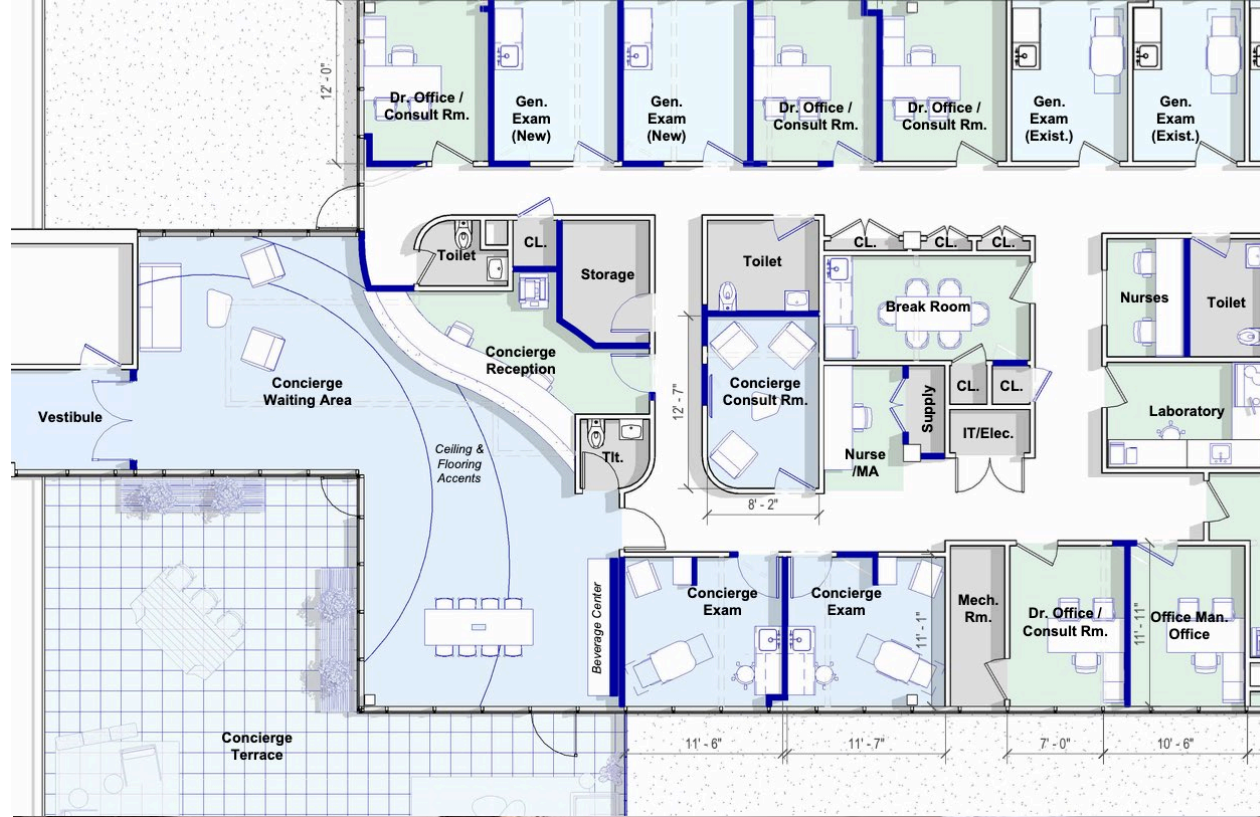 12' - 0"
Dr. Office /
Consult Rm.
Gen.
Exam
(New)
Gen.
Exam
(New)
Dr. Office /
Consult Rm.
Dr. Office /
Consult Rm.
Gen.
Exam
(Exist.)
Gen.
Exam
(Exist.)
Toilet
CL.
Storage
Toilet
CL.
CL.
CL.
Break Room
Nurses
Toilet
Concierge
Reception
Concierge
Waiting Area
Vestibule
12' - 7"
Concierge
Consult Rm.
Supply
CL.
CL.
IT/Elec.
Laboratory
Ceiling &
Flooring
Accents
Tlt.
Nurse
/MA
8' - 2"
Beverage Center
Concierge
Exam
Concierge
Exam
11' - 1"
Mech.
Rm.
Dr. Office /
Consult Rm.
11' - 11"
Office Man.
Office
Concierge
Terrace
11' - 6"
11' - 7"
7' - 0"
10' - 6"